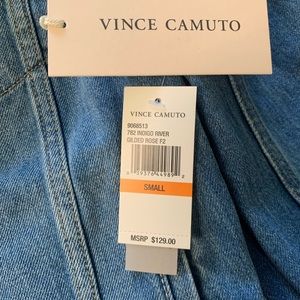 VINCE CAMUTO
VINCE CAMUTO
9068513
782 INDIGO RIVER
GILDED ROSE F2
SMALL
MSRP $129.00